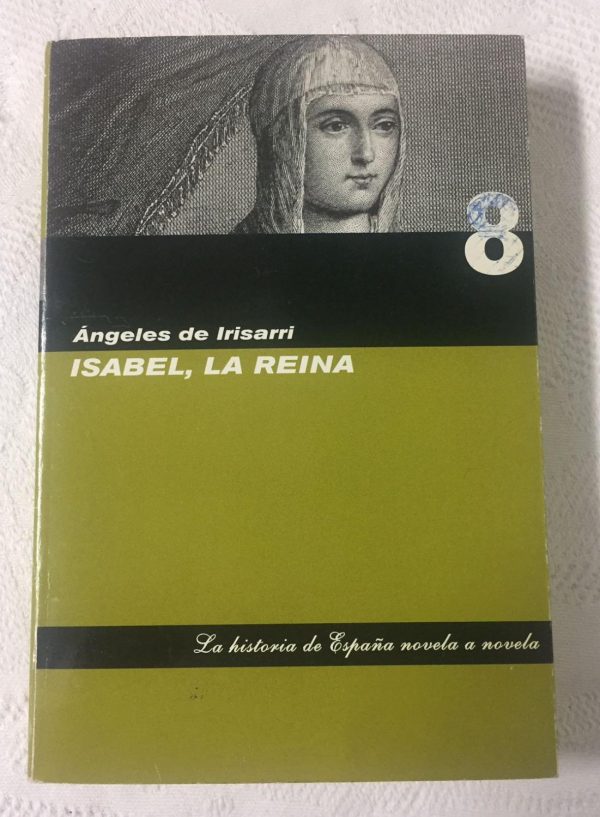 8
Ángeles de Irisarri
ISABEL, LA REINA
La historia de España novela a novela